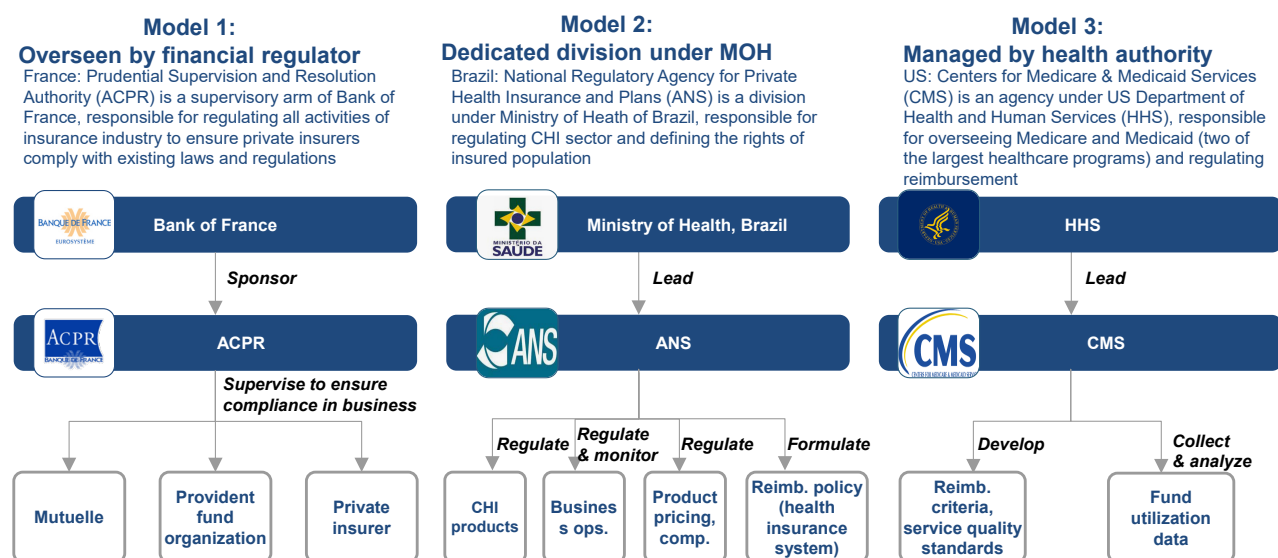 Model 1:
Overseen by financial regulator
France: Prudential Supervision and Resolution
Authority (ACPR) is a supervisory arm of Bank of
France, responsible for regulating all activities of
insurance industry to ensure private insurers
comply with existing laws and regulations
BANQUE DE FRANCE
EUROSYSTÈME
Bank of France
Sponsor
ACPR
BANQUE DE FRANCE
ACPR
Supervise to ensure
compliance in business
Mutuelle
Provident
fund
organization
Private
insurer
Model 2:
Dedicated division under MOH
Brazil: National Regulatory Agency for Private
Health Insurance and Plans (ANS) is a division
under Ministry of Heath of Brazil, responsible for
regulating CHI sector and defining the rights of
insured population
MINISTÉRIO DA
SAÚDE
Ministry of Health, Brazil
Lead
ANS
ANS
Regulate
Regulate
& monitor
Regulate
Formulate
CHI
products
Busines
s ops.
Product
pricing,
comp.
Reimb. policy
(health
insurance
system)
Model 3:
Managed by health authority
US: Centers for Medicare & Medicaid Services
(CMS) is an agency under US Department of
Health and Human Services (HHS), responsible
for overseeing Medicare and Medicaid (two of
the largest healthcare programs) and regulating
reimbursement
HHS
Lead
CMS
CENTERS FOR MEDICARE & MEDICAID
CMS
Develop
Collect
& analyze
Reimb.
criteria,
service quality
standards
Fund
utilization
data